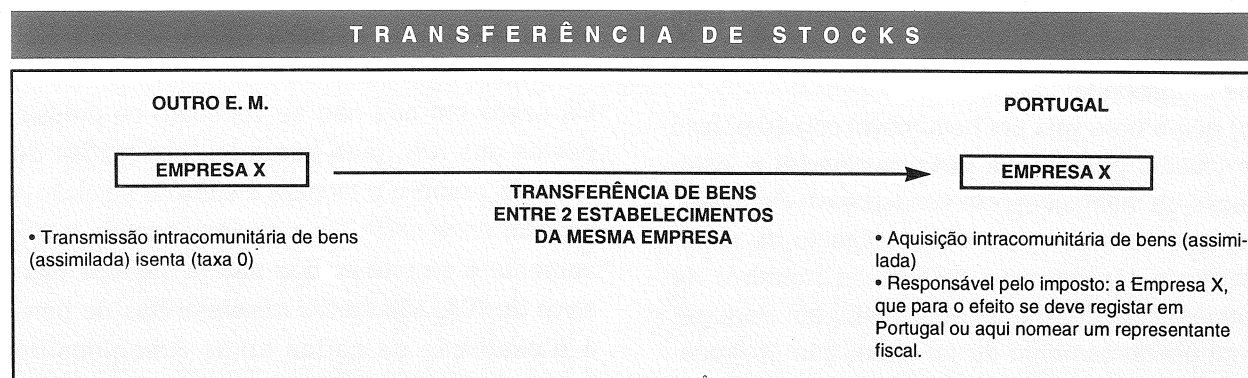 TRANSFERÊNCIA DE STOCKS
OUTRO E. M.
EMPRESA X
• Transmissão intracomunitária de bens
(assimilada) isenta (taxa 0)
TRANSFERÊNCIA DE BENS
ENTRE 2 ESTABELECIMENTOS
DA MESMA EMPRESA
PORTUGAL
EMPRESA X
• Aquisição intracomunitária de bens (assimi-
lada)
• Responsável pelo imposto: a Empresa X,
que para o efeito se deve registar em
Portugal ou aqui nomear um representante
fiscal.